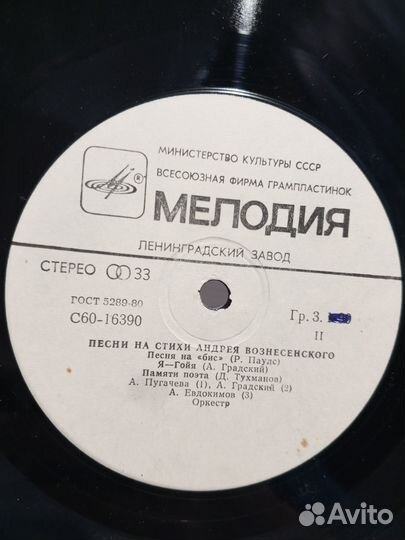 МИНИСТЕРСТВО КУЛЬТУРЫ СССР
ВСЕСОЮЗНАЯ ФИРМА ГРАМПЛАСТИНОК
®
МЕЛОДИЯ
ЛЕНИНГРАДСКИЙ ЗАВОД
СТЕРЕО 33
ГОСТ 5289-80
С60-16390
Гр. 3.
II
ПЕСНИ НА СТИХИ АНДРЕЯ ВОЗНЕСЕНСКОГО
Песня на «бис» (Р. Паулс)
Я—Гойя (А. Градский)
Памяти поэта (Д. Тухманов)
А. Пугачева (1), А. Градский (2)
А. Евдокимов (3)
Оркестр
Avito